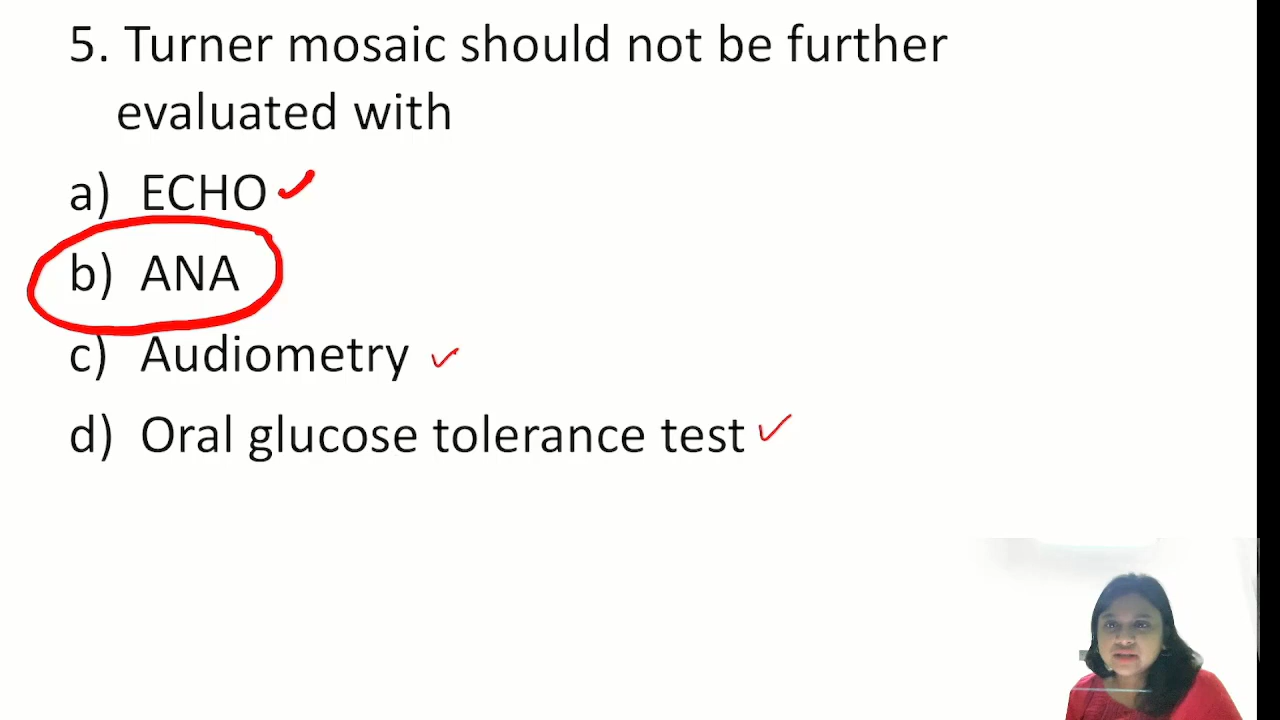 5. Turner mosaic should not be further
evaluated with
a) ECHO
b) ANA
c) Audiometry
d) Oral glucose tolerance test